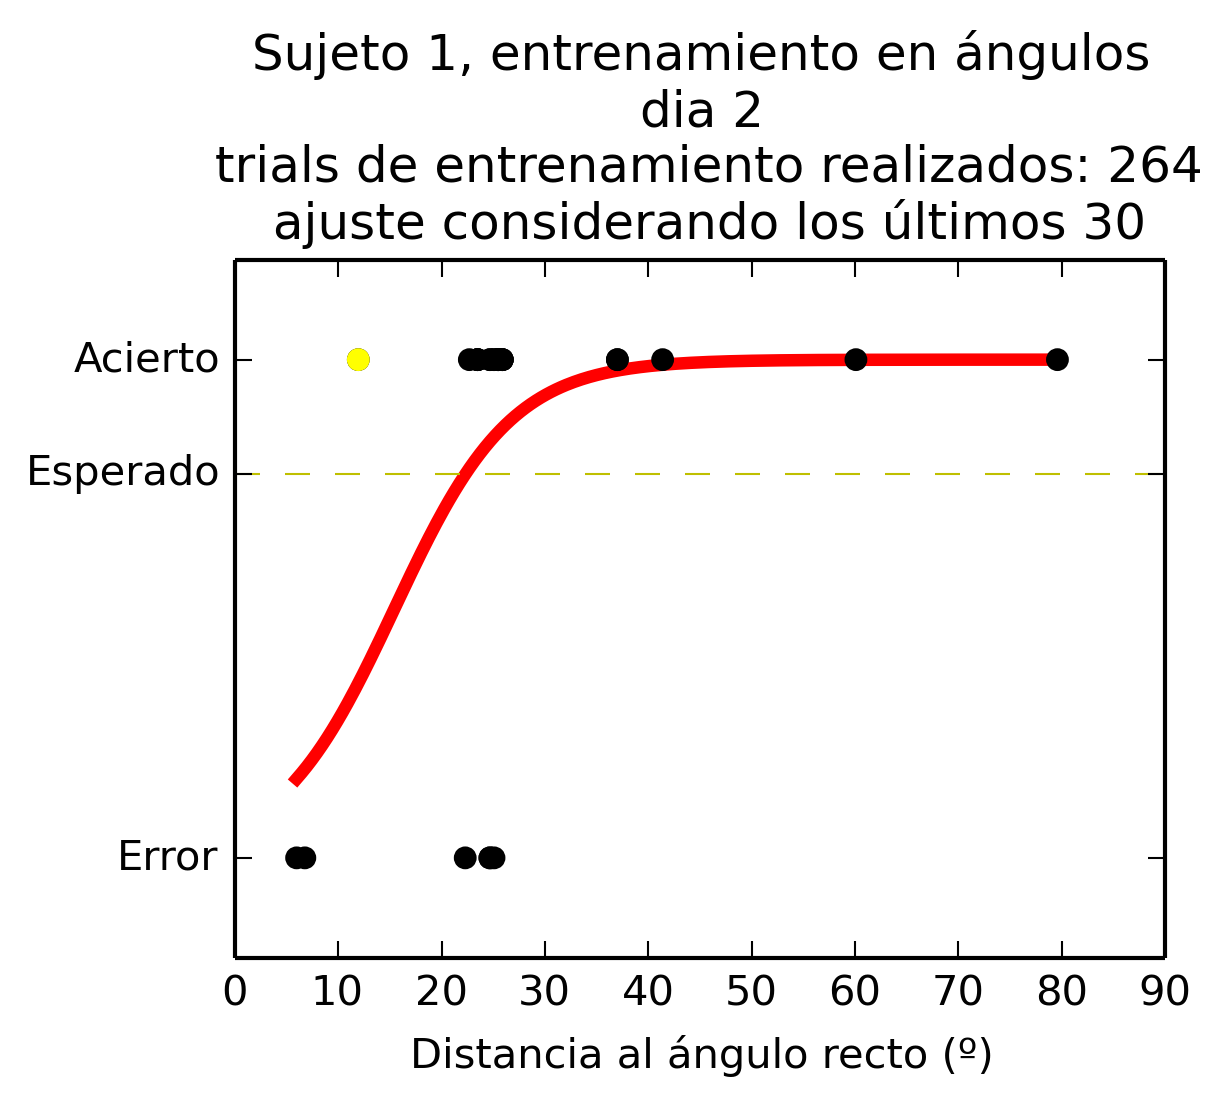 Sujeto 1, entrenamiento en ángulos
dia 2
trials de entrenamiento realizados: 264
ajuste considerando los últimos 30
Acierto
Esperado
Error
0 10 20 30 40 50 60 70 80 90
Distancia al ángulo recto (º)